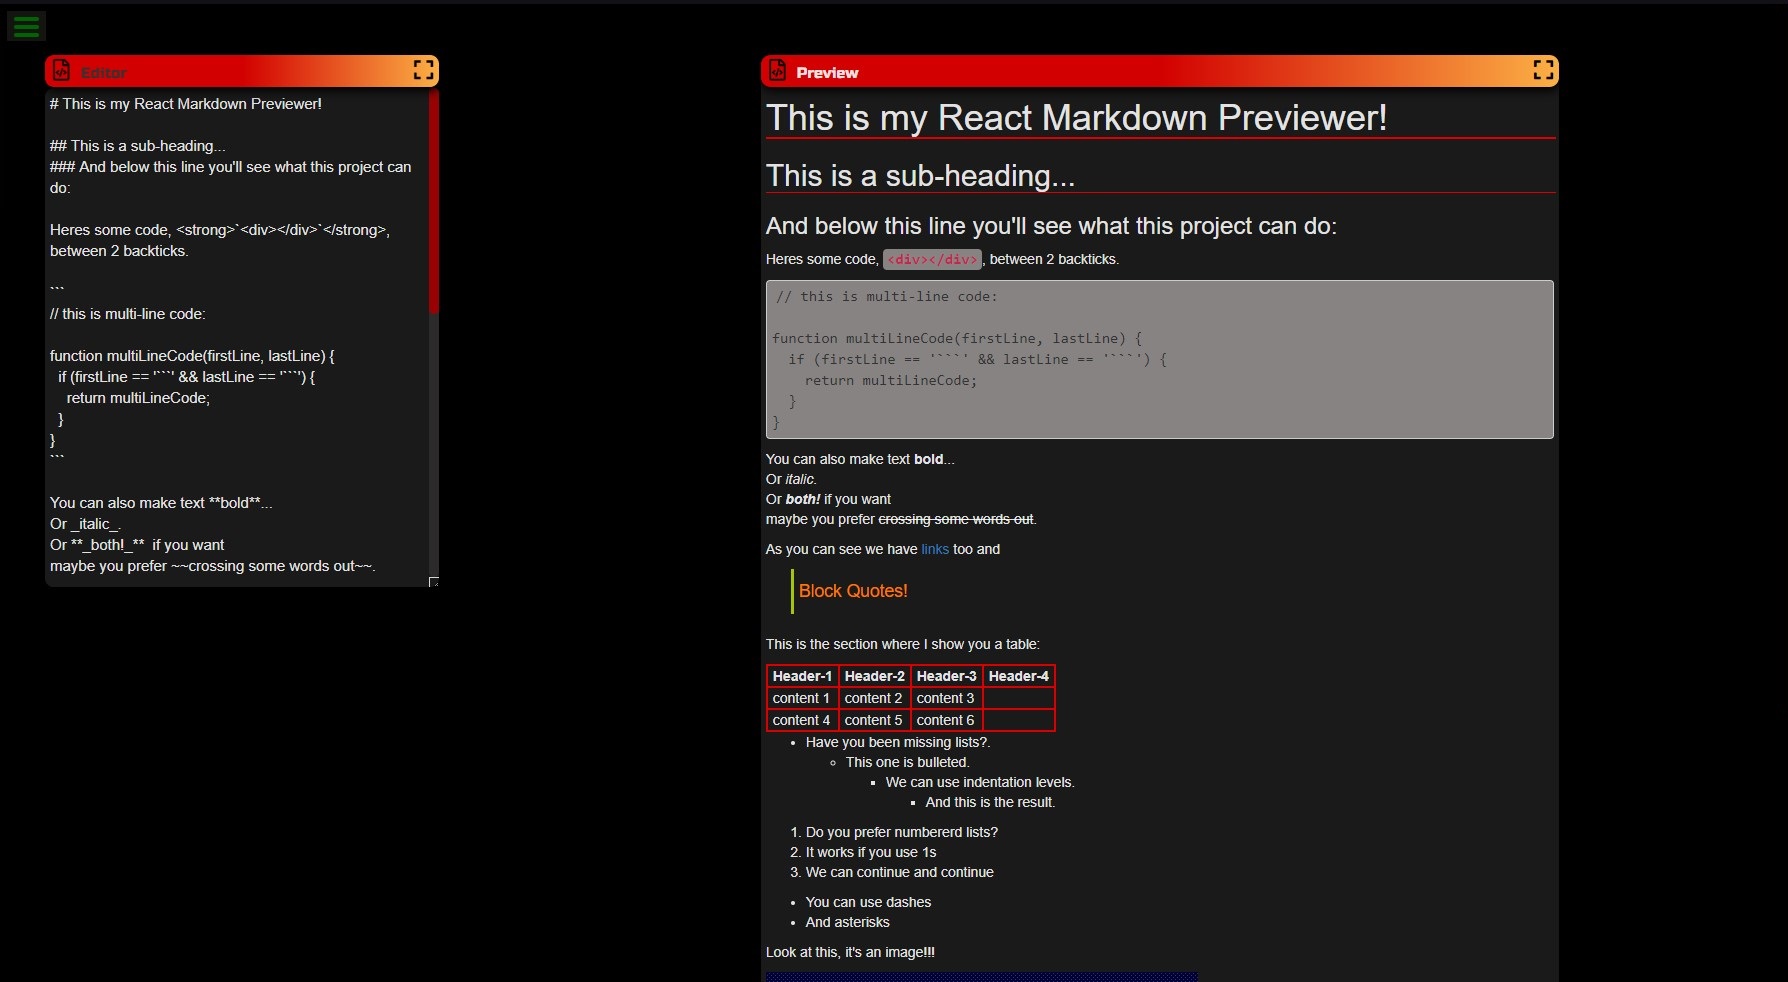 Editor
# This is my React Markdown Previewer!
## This is a sub-heading...
### And below this line you'll see what this project can
do:
Heres some code, <strong>`<div></div>`</strong>,
between 2 backticks.
```
// this is multi-line code:
function multiLineCode(firstLine, lastLine) {
  if (firstLine == '```' && lastLine == '```') {
    return multiLineCode;
  }
}
```
You can also make text **bold**...
Or _italic_.
Or **_both!_**  if you want
maybe you prefer ~~crossing some words out~~.
Preview
This is my React Markdown Previewer!
This is a sub-heading...
And below this line you'll see what this project can do:
Heres some code, <div></div>, between 2 backticks.
// this is multi-line code:
function multiLineCode(firstLine, lastLine) {
  if (firstLine == '```' && lastLine == '```') {
    return multiLineCode;
  }
}
You can also make text bold...
Or italic.
Or both! if you want
maybe you prefer crossing some words out.
As you can see we have links too and
Block Quotes!
This is the section where I show you a table:
Header-1 Header-2 Header-3 Header-4
content 1 content 2 content 3
content 4 content 5 content 6
• Have you been missing lists?.
◦ This one is bulleted.
▪ We can use indentation levels.
▪ And this is the result.
1. Do you prefer numbererd lists?
2. It works if you use 1s
3. We can continue and continue
• You can use dashes
• And asterisks
Look at this, it's an image!!!